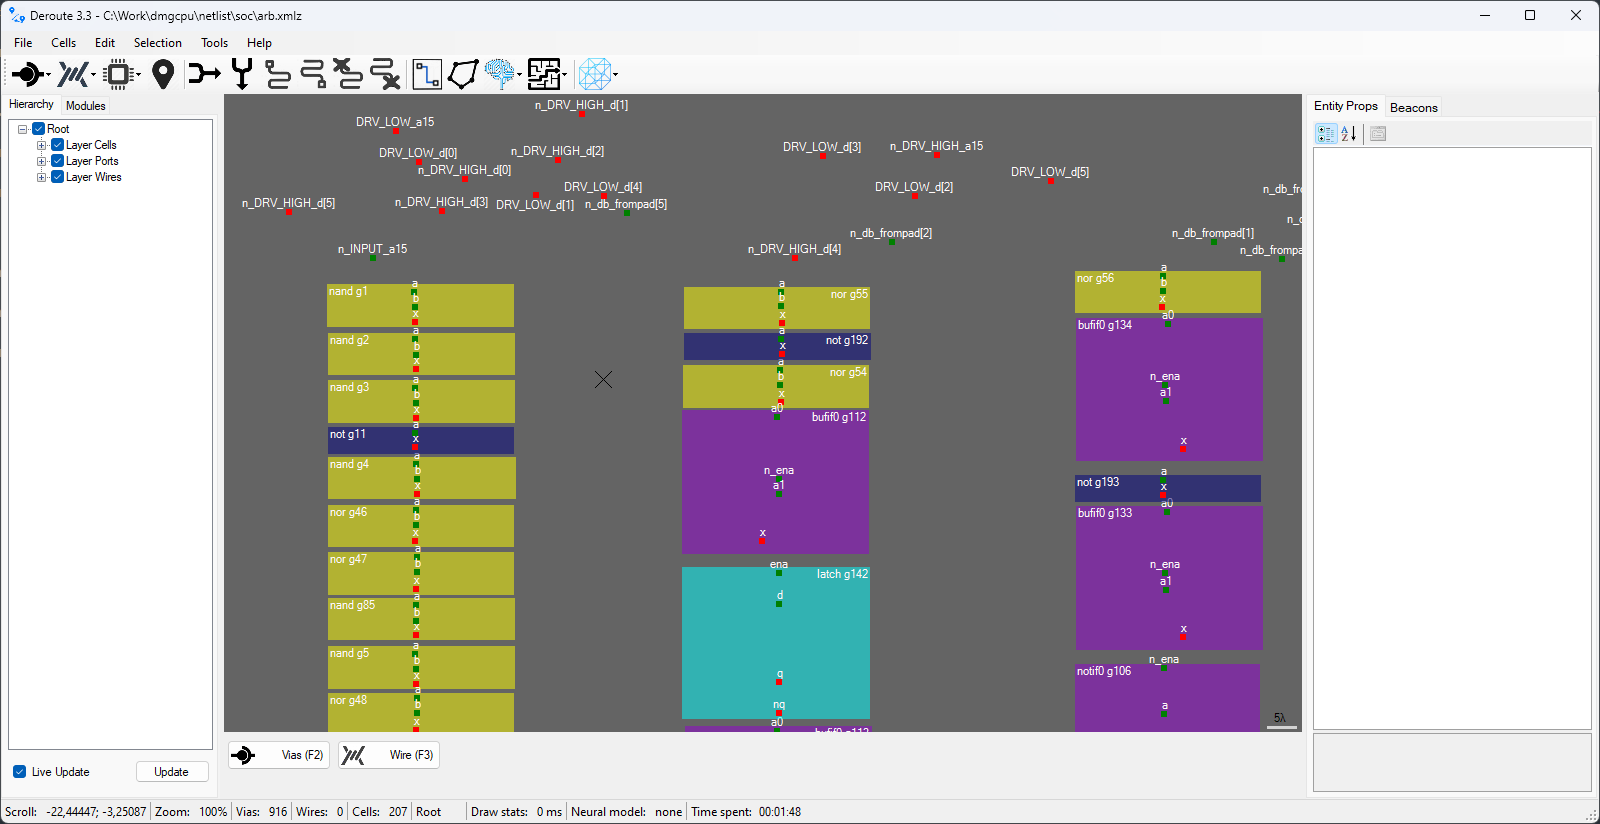 Deroute 3.3 - C:\Work\dmgcpu\netlist\soc\arb.xmlz
File Cells Edit Selection Tools Help
Hierarchy Modules
Root
Layer Cells
Layer Ports
Layer Wires
Live Update
Update
n_DRV_HIGH_d[1]
DRV_LOW_a15
DRV_LOW_d[0]
n_DRV_HIGH_d[2]
DRV_LOW_d[3]
n_DRV_HIGH_a15
n_DRV_HIGH_d[0]
DRV_LOW_d[5]
DRV_LOW_d[4]
DRV_LOW_d[2]
n_db_fr
n_DRV_HIGH_d[5]
n_DRV_HIGH_d[3]
DRV_LOW_d[1]
n_db_frompad[5]
n_db_frompad[2]
n_db_frompad[1]
n_INPUT_a15
n_DRV_HIGH_d[4]
n_db_frompa
nand g1
a
b
x
nand g2
a
b
x
nand g3
a
b
x
not g11
a
x
nand g4
a
b
x
nor g46
a
b
x
nor g47
a
b
x
nand g85
a
b
x
nand g5
a
b
x
nor g48
a
b
x
nor g55
a
b
x
not g192
a
x
nor g54
a
b
x
bufif0 g112
a0
n_ena
a1
x
latch g142
ena
d
q
nq
a0
nor g56
a
b
x
bufif0 g134
a0
n_ena
a1
x
not g193
a
x
bufif0 g133
a0
n_ena
a1
x
notif0 g106
n_ena
a
5λ
Vias (F2) Wire (F3)
Entity Props Beacons
Scroll: -22,44447; -3,25087 Zoom: 100% Vias: 916 Wires: 0 Cells: 207 Root Draw stats: 0 ms Neural model: none Time spent: 00:01:48